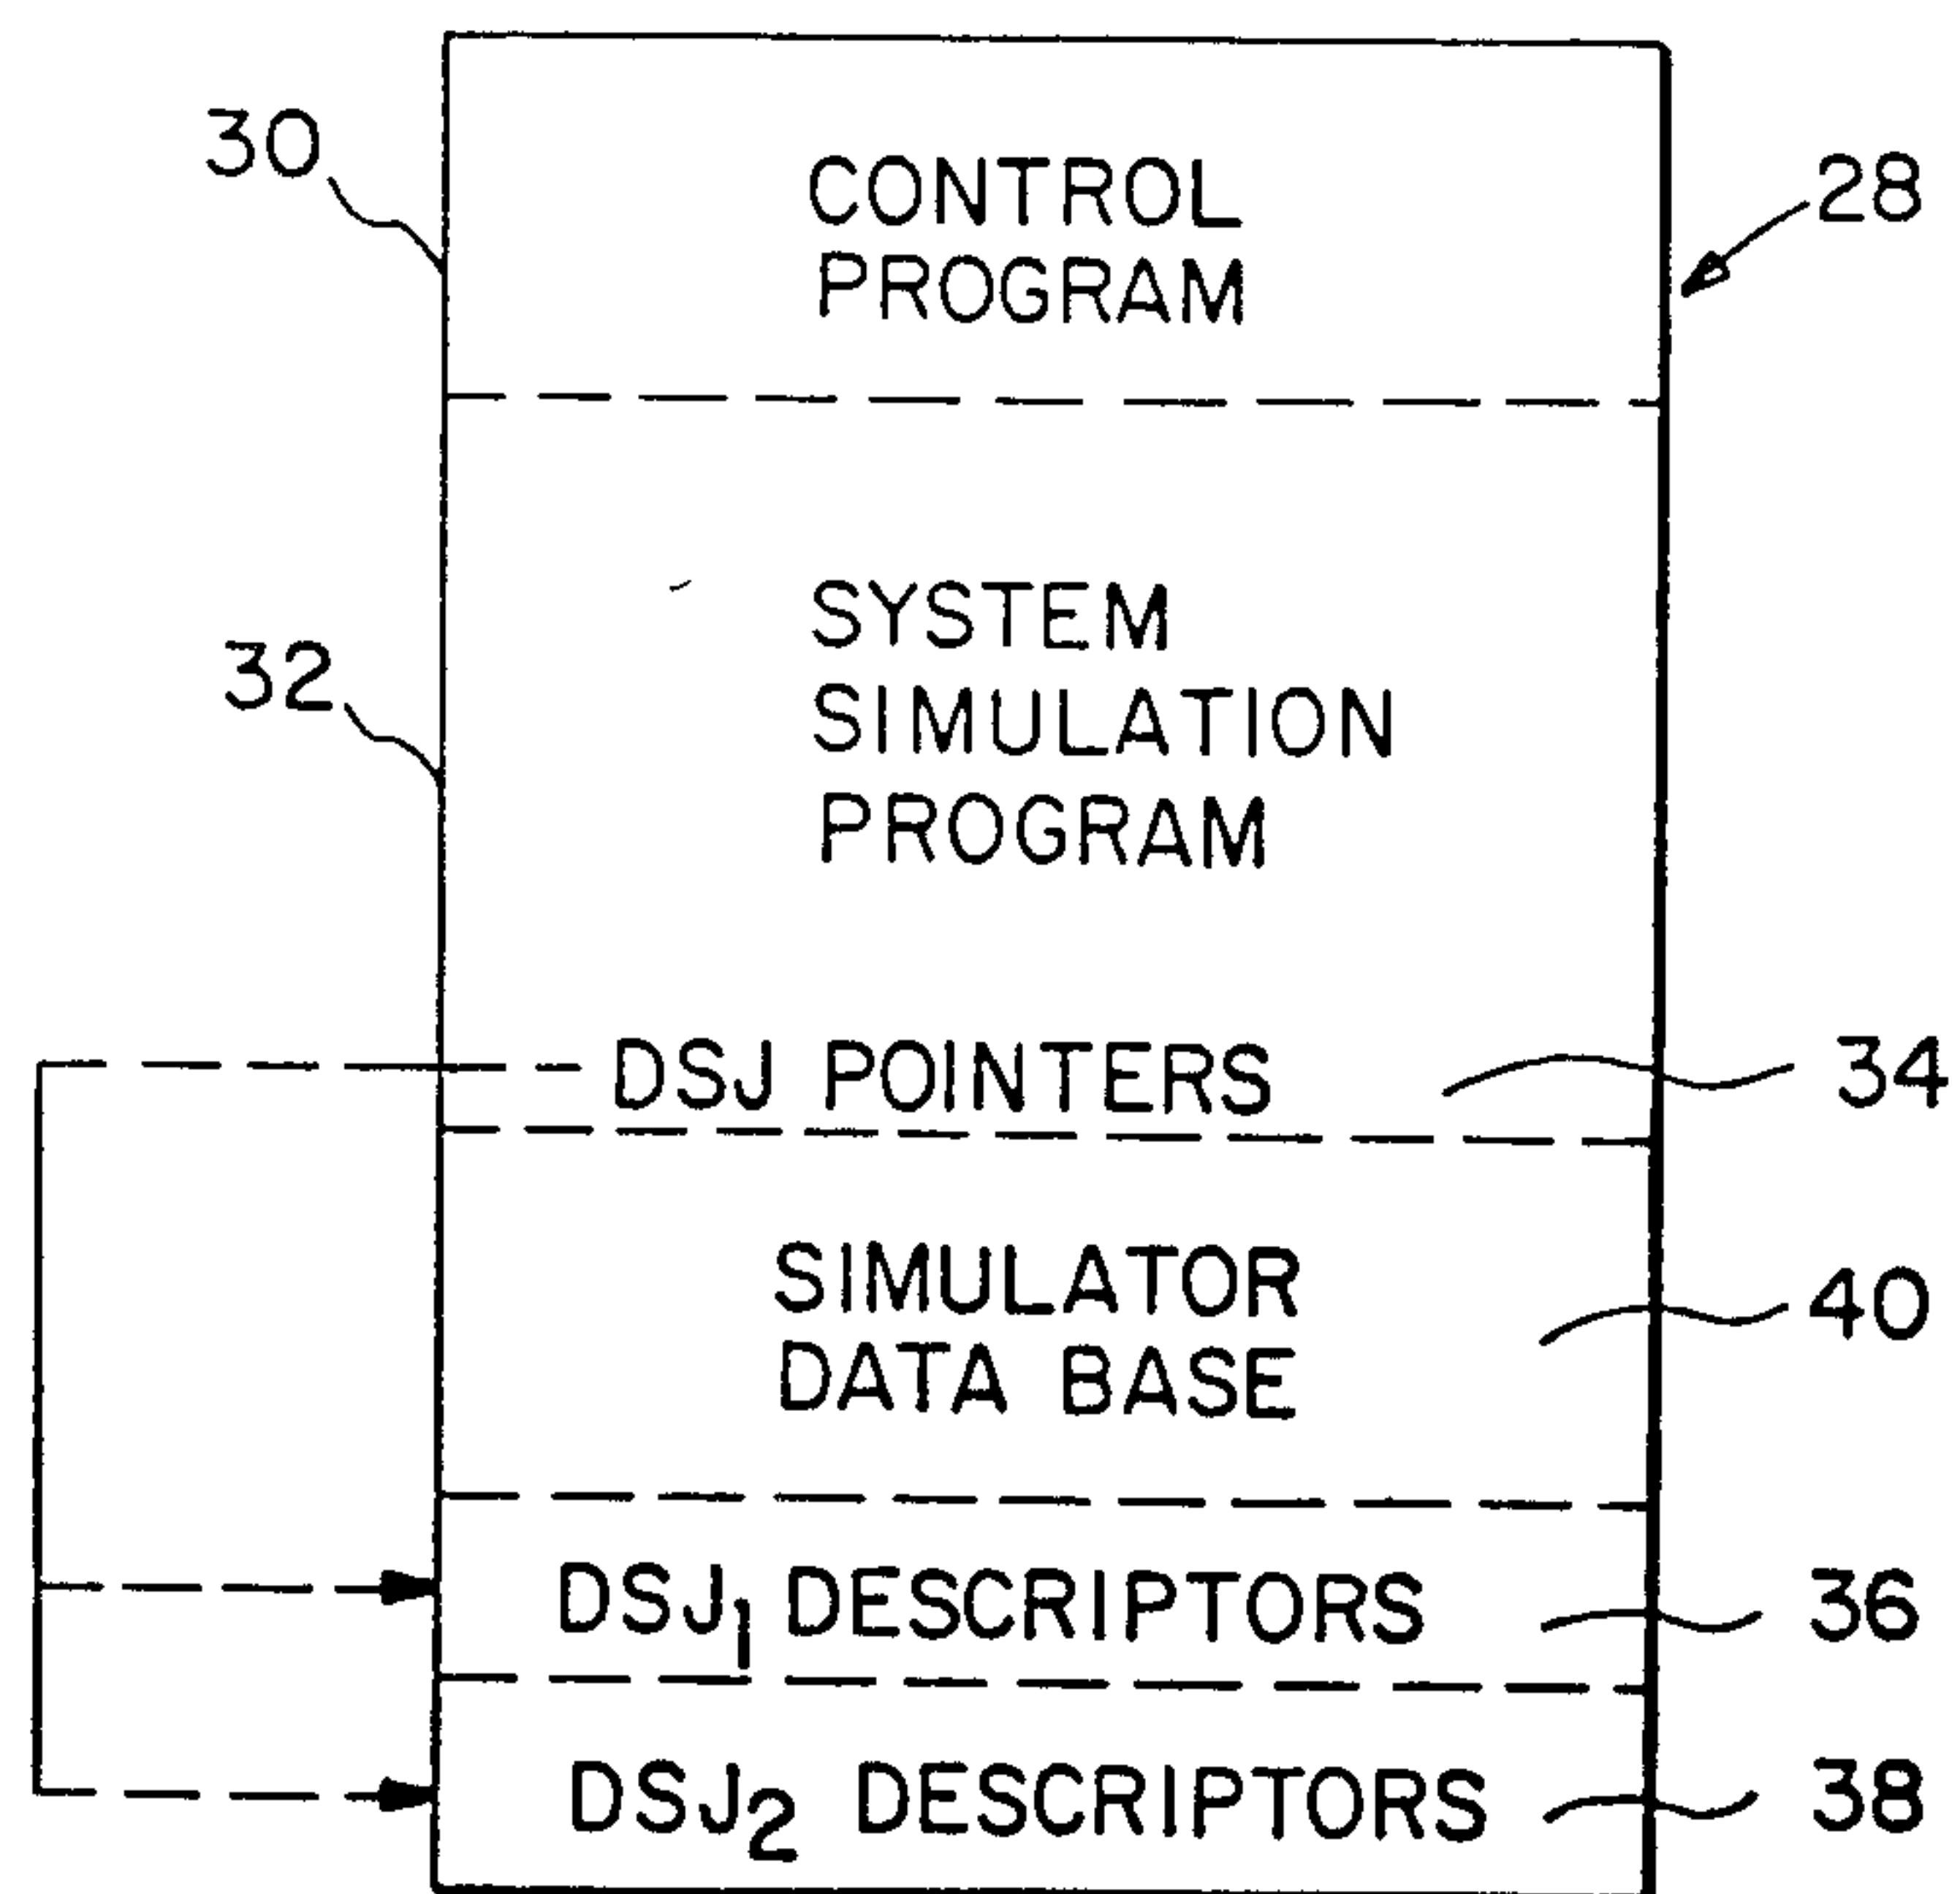 30
CONTROL
PROGRAM
28
SYSTEM
SIMULATION
PROGRAM
32
DSJ POINTERS
34
SIMULATOR
DATA BASE
40
DSJ1 DESCRIPTORS
36
DSJ2 DESCRIPTORS
38